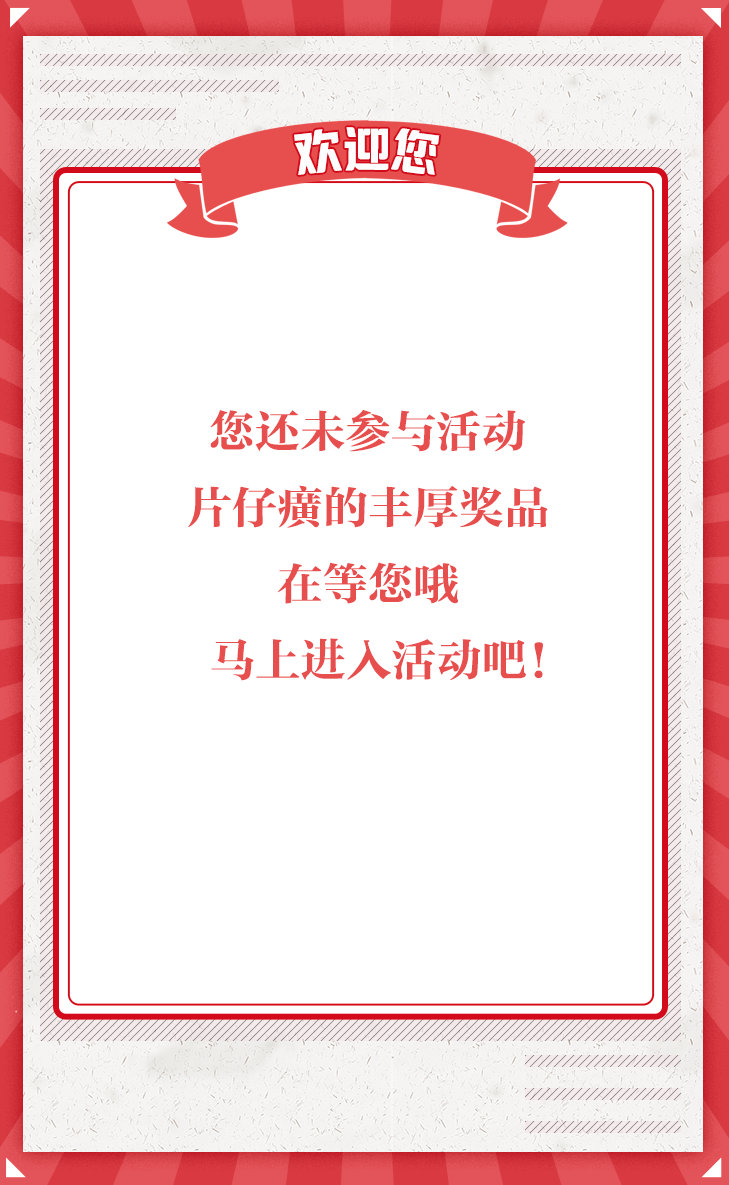 欢迎您
您还未参与活动
片仔癀的丰厚奖品
在等您哦
马上进入活动吧！